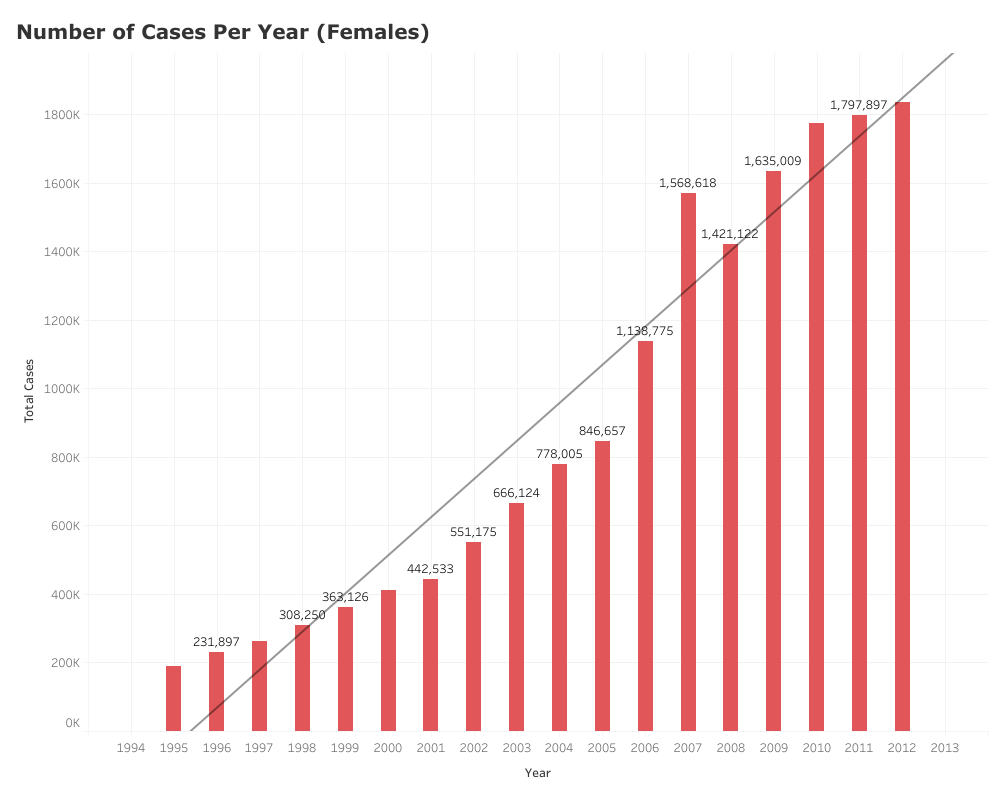 Number of Cases Per Year (Females)
1,797,897
1800K
1,635,009
1,568,618
1600K
1,421,122
1400K
1200K
1,138,775
1000K
Total Cases
846,657
800K
778,005
666,124
600K
551,175
442,533
400K
363,126
308,250
231,897
200K
0K
1994 1995 1996 1997 1998 1999 2000 2001 2002 2003 2004 2005 2006 2007 2008 2009 2010 2011 2012 2013
Year